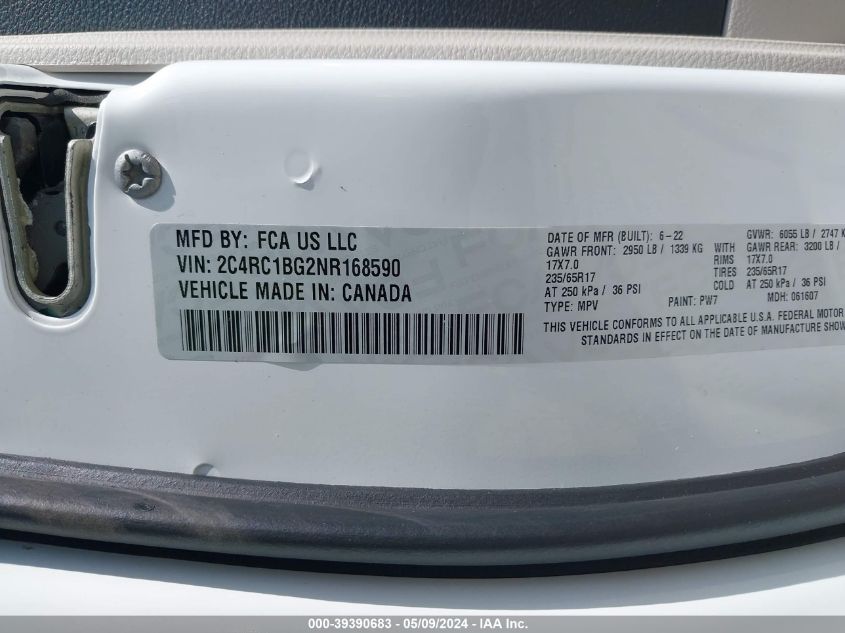 MFD BY: FCA US LLC
VIN: 2C4RC1BG2NR168590
VEHICLE MADE IN: CANADA
DATE OF MFR (BUILT): 6-22 GVWR: 6055 LB / 2747 K
GAWR FRONT: 2950 LB / 1339 KG GAWR REAR: 3200 LB /
17X7.0 RIMS 17X7.0
235/65R17 TIRES 235/65R17
AT 250 kPa / 36 PSI COLD AT 250 kPa / 36 PSI
TYPE: MPV PAINT: PW7 MDH: 061607
THIS VEHICLE CONFORMS TO ALL APPLICABLE U.S.A. FEDERAL MOTOR
STANDARDS IN EFFECT ON THE DATE OF MANUFACTURE SHOW
000-39390683 - 05/09/2024 - IAA Inc.